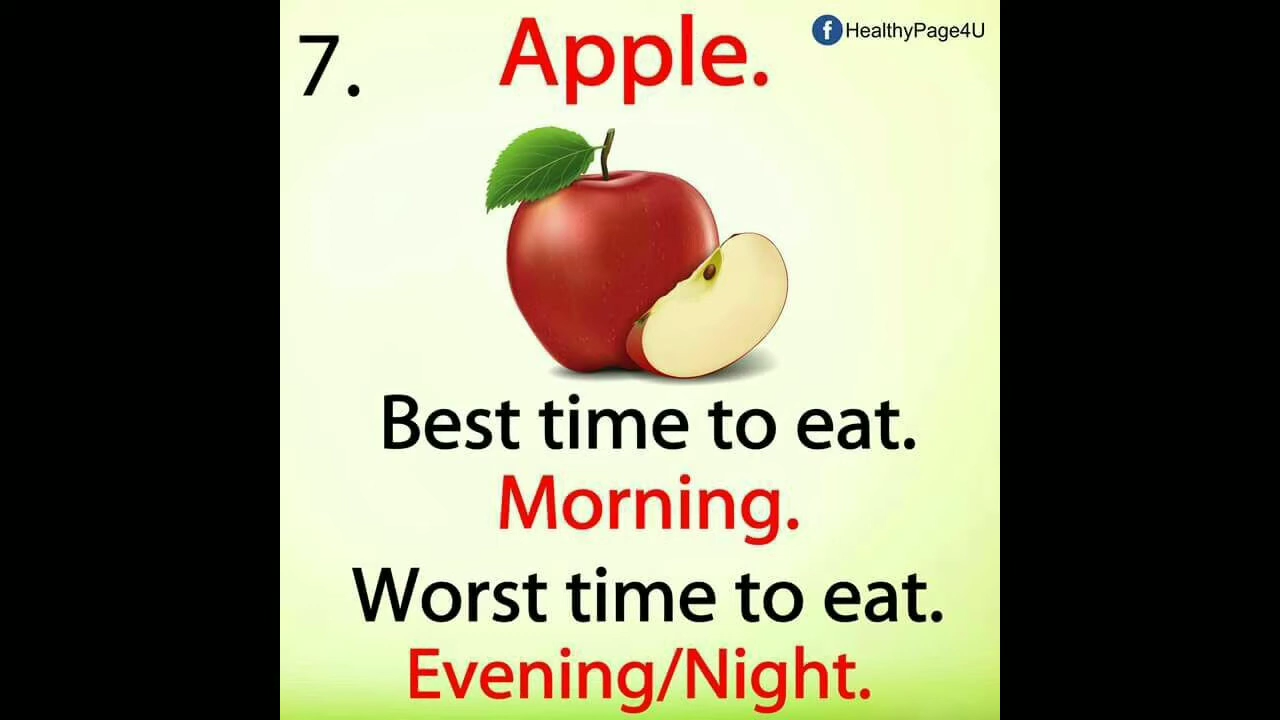 HealthyPage4U
7. Apple.
Best time to eat.
Morning.
Worst time to eat.
Evening/Night.